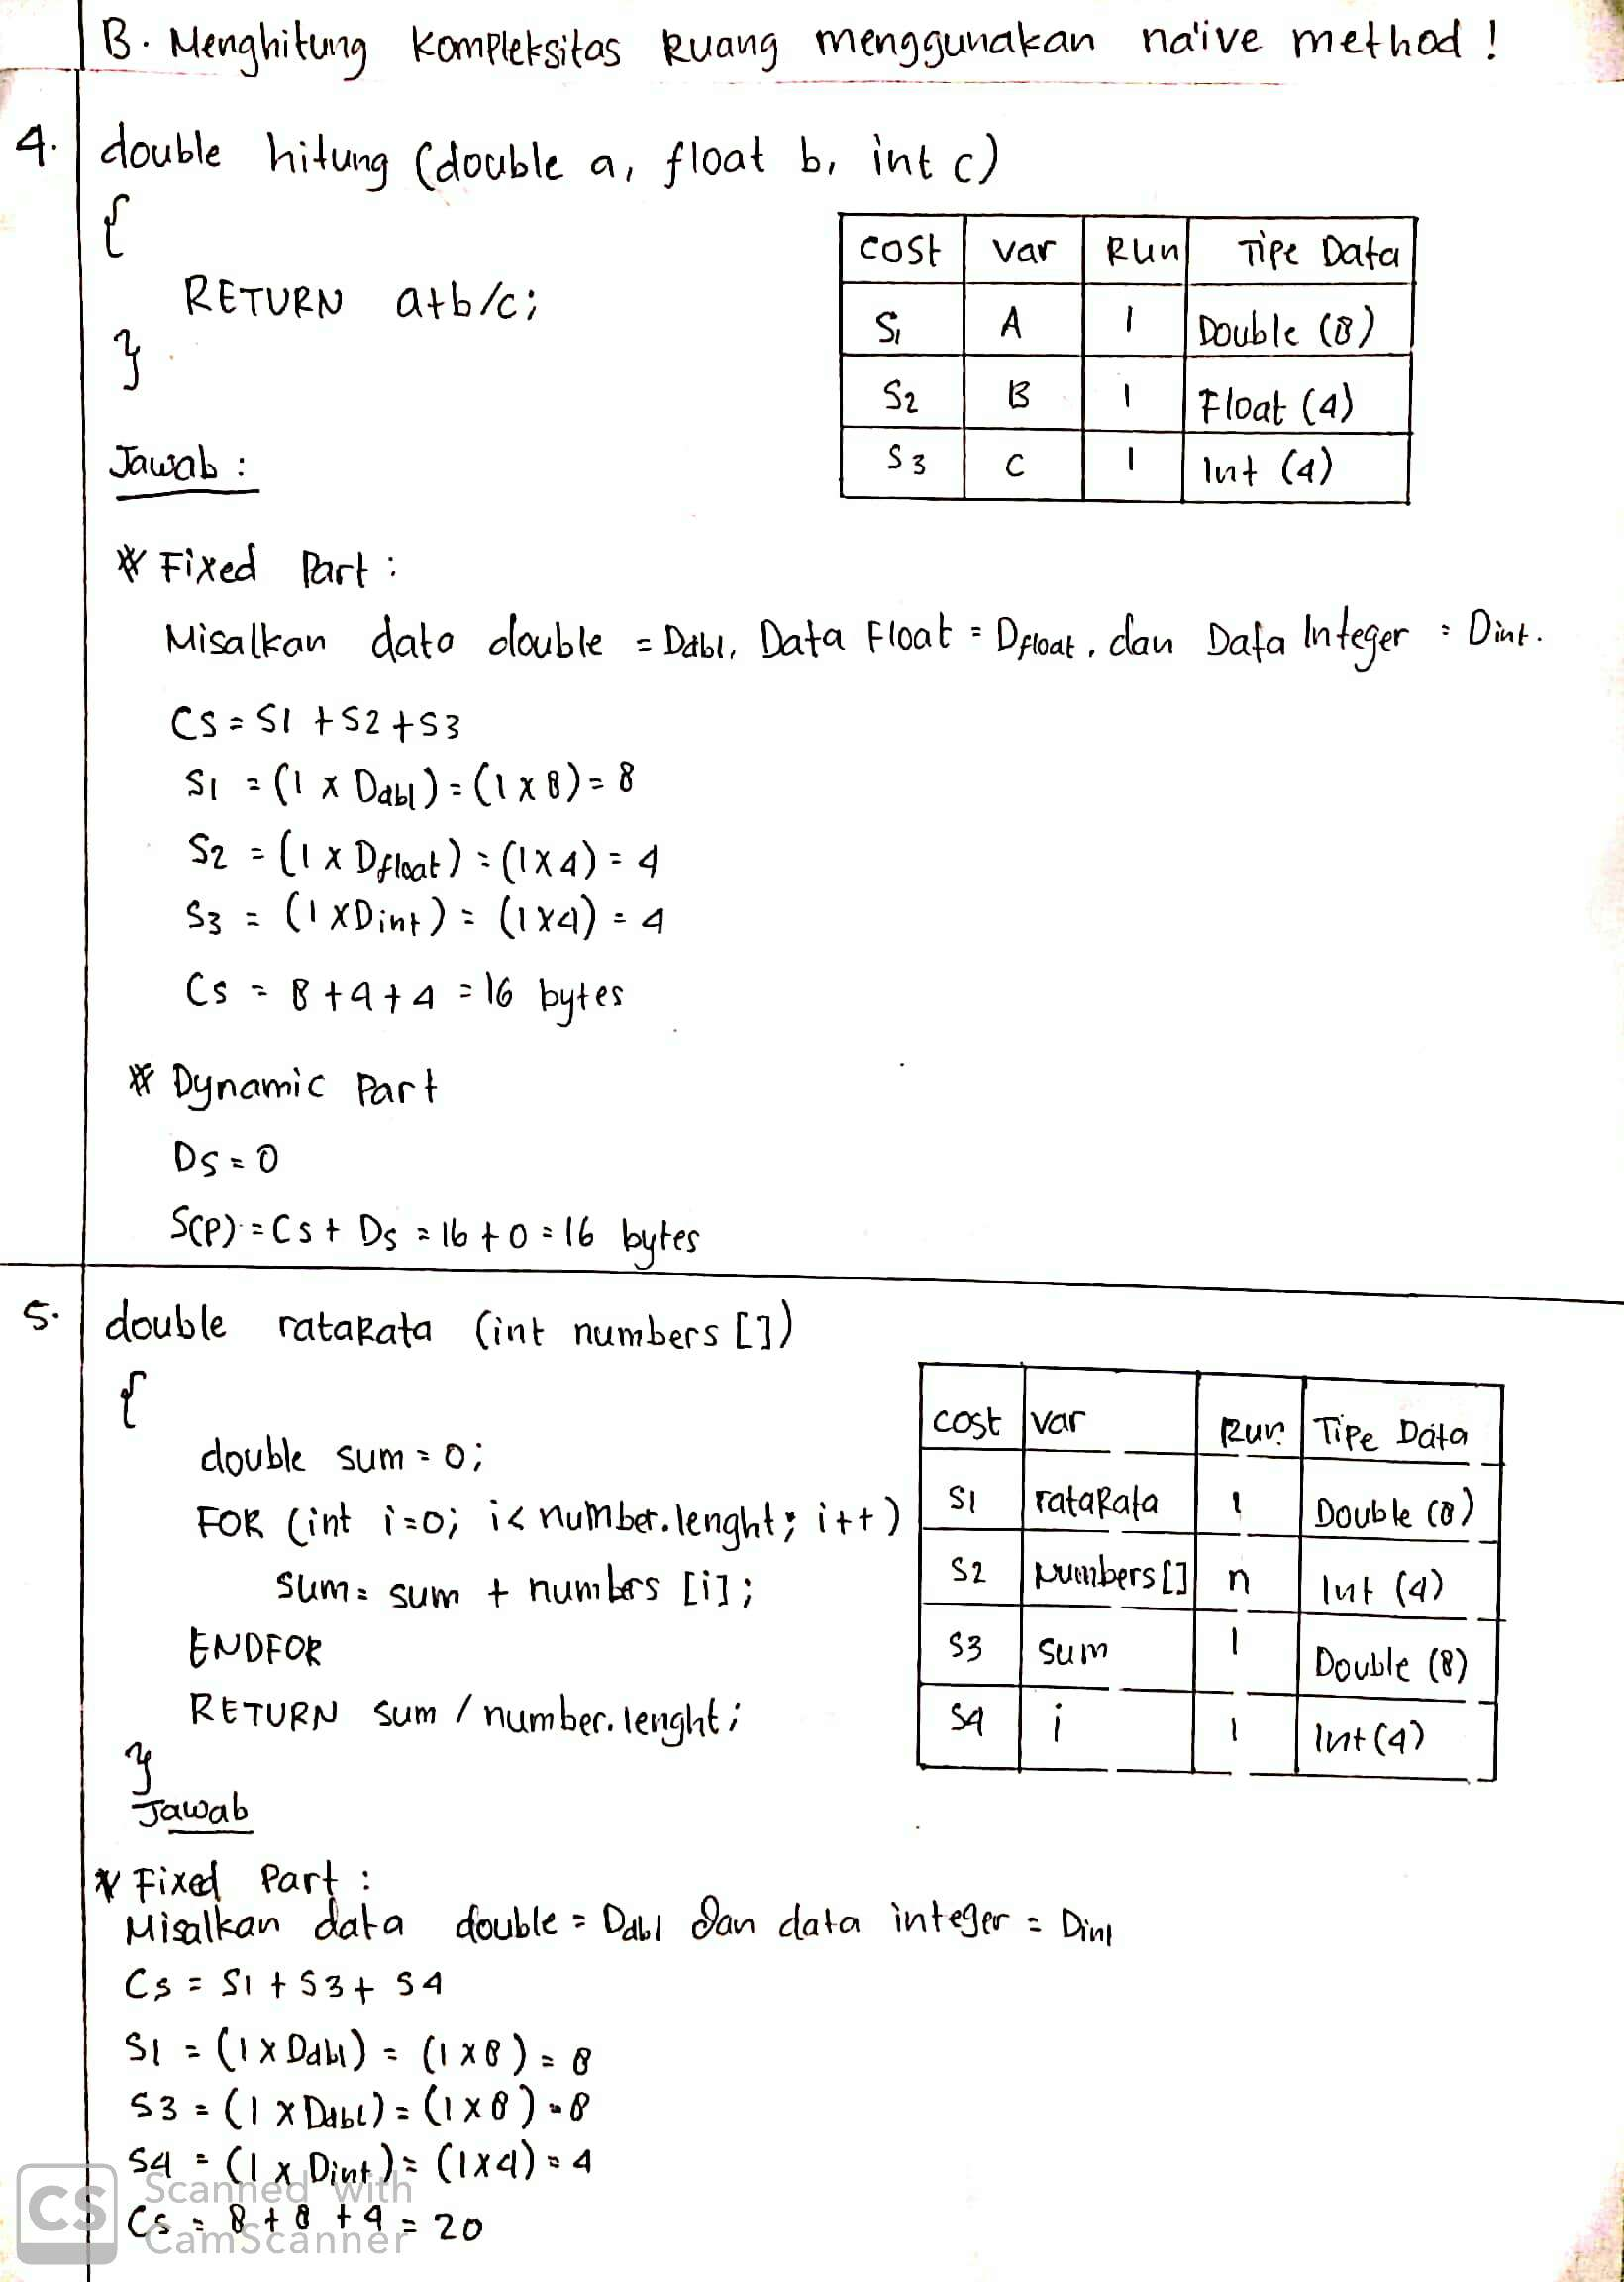 B. Menghitung Kompleksitas Ruang menggunakan na'ive method !
4. double hitung (double a, float b, int c)
{
RETURN a+b/c;
}
cost var Run Tipe Data
S1 A 1 Double (8)
S2 B 1 Float (4)
S3 C 1 Int (4)
Jawab :
* Fixed Part :
Misalkan data double = Ddbl, Data Float = Dfloat, dan Data Integer = Dint.
CS = S1 + S2 + S3
S1 = (1 x Ddbl) = (1 x 8) = 8
S2 = (1 x Dfloat) = (1 x 4) = 4
S3 = (1 x Dint) = (1 x 4) = 4
Cs = 8 + 4 + 4 = 16 bytes
* Dynamic Part
DS = 0
S(P) = Cs + Ds = 16 + 0 = 16 bytes
5. double rataRata (int numbers [])
{
double sum = 0;
FOR (int i=0; i< number.lenght; i++)
sum = sum + numbers [i];
ENDFOR
RETURN sum / number.lenght;
}
cost var Run Tipe Data
S1 rataRata 1 Double (8)
S2 Numbers[] n Int (4)
S3 sum 1 Double (8)
S4 i 1 Int (4)
Jawab
* Fixed Part :
Misalkan data double = Ddbl dan data integer = Dint
Cs = S1 + S3 + S4
S1 = (1 x Ddbl) = (1 x 8) = 8
S3 = (1 x Ddbl) = (1 x 8) = 8
S4 = (1 x Dint) = (1 x 4) = 4
Cs = 8 + 8 + 4 = 20
CS Scanned with
CamScanner